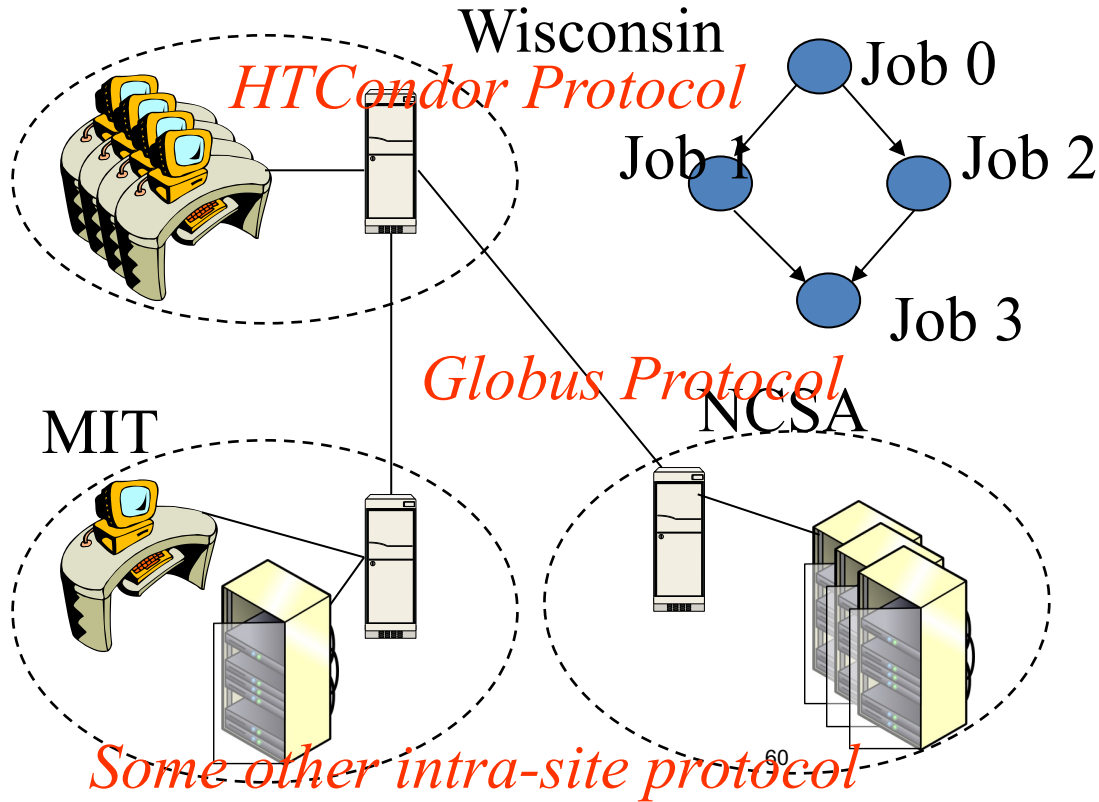 Wisconsin
HTCondor Protocol
Job 0
Job 1
Job 2
Job 3
Globus Protocol
NCSA
MIT
Some other intra-site protocol
60